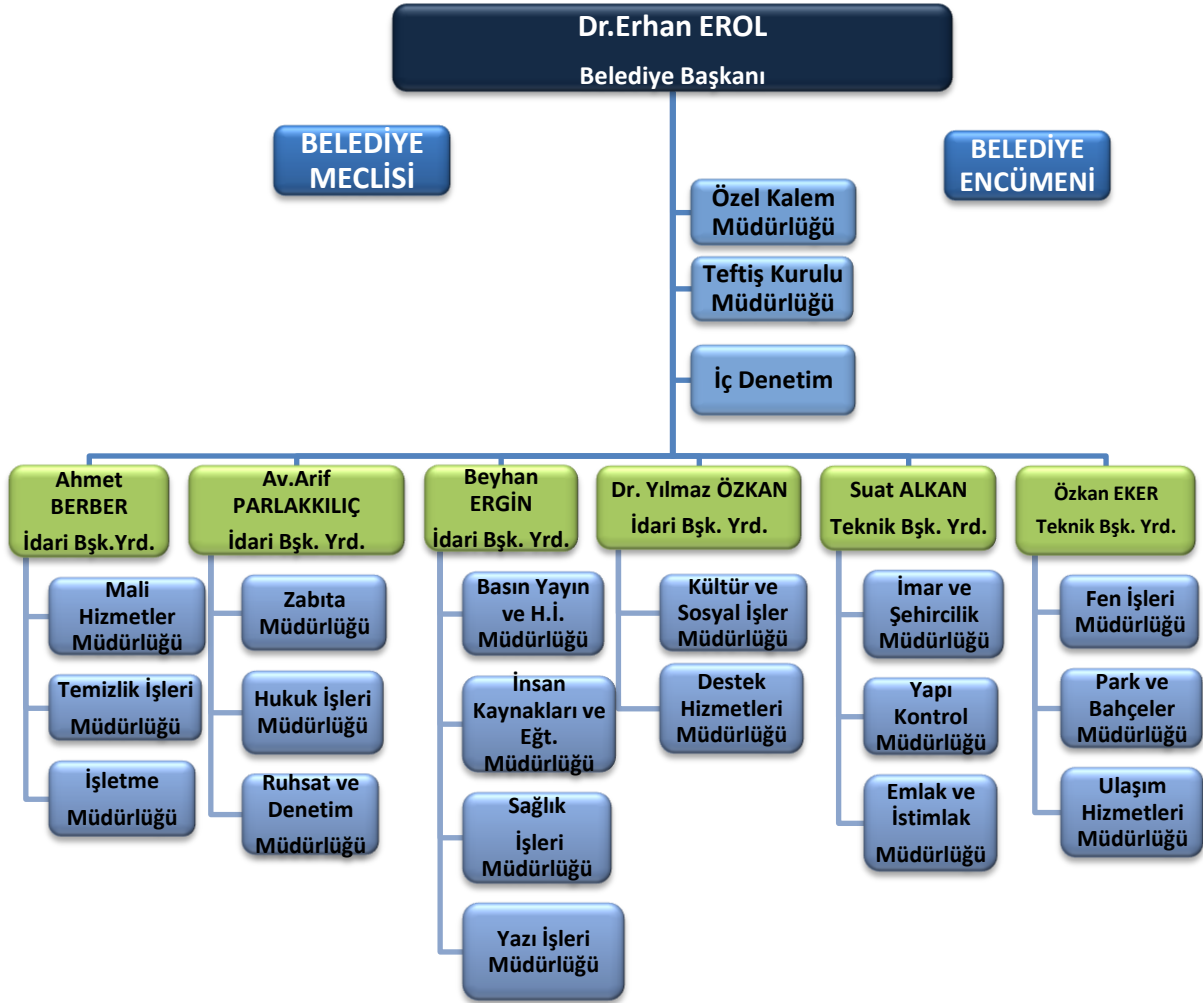 Dr.Erhan EROL
Belediye Başkanı
BELEDİYE
MECLİSİ
BELEDİYE
ENCÜMENİ
Özel Kalem
Müdürlüğü
Teftiş Kurulu
Müdürlüğü
İç Denetim
Ahmet
BERBER
İdari Bşk.Yrd.
Mali
Hizmetler
Müdürlüğü
Temizlik İşleri
Müdürlüğü
İşletme
Müdürlüğü
Av.Arif
PARLAKKILIÇ
İdari Bşk. Yrd.
Zabıta
Müdürlüğü
Hukuk İşleri
Müdürlüğü
Ruhsat ve
Denetim
Müdürlüğü
Beyhan
ERGİN
İdari Bşk. Yrd.
Basın Yayın
ve H.İ.
Müdürlüğü
İnsan
Kaynakları ve
Eğt.
Müdürlüğü
Sağlık
İşleri
Müdürlüğü
Yazı İşleri
Müdürlüğü
Dr. Yılmaz ÖZKAN
İdari Bşk. Yrd.
Kültür ve
Sosyal İşler
Müdürlüğü
Destek
Hizmetleri
Müdürlüğü
Suat ALKAN
Teknik Bşk. Yrd.
İmar ve
Şehircilik
Müdürlüğü
Yapı
Kontrol
Müdürlüğü
Emlak ve
İstimlak
Müdürlüğü
Özkan EKER
Teknik Bşk. Yrd.
Fen İşleri
Müdürlüğü
Park ve
Bahçeler
Müdürlüğü
Ulaşım
Hizmetleri
Müdürlüğü